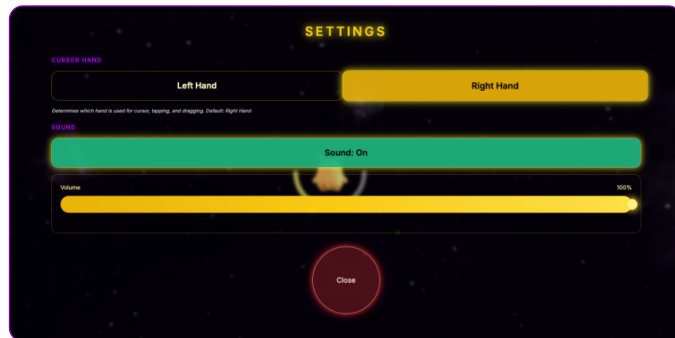 SETTINGS
CURSOR HAND
Left Hand Right Hand
Determines which hand is used for cursor, tapping, and dragging. Default: Right Hand
SOUND
Sound: On
Volume 100%
Close